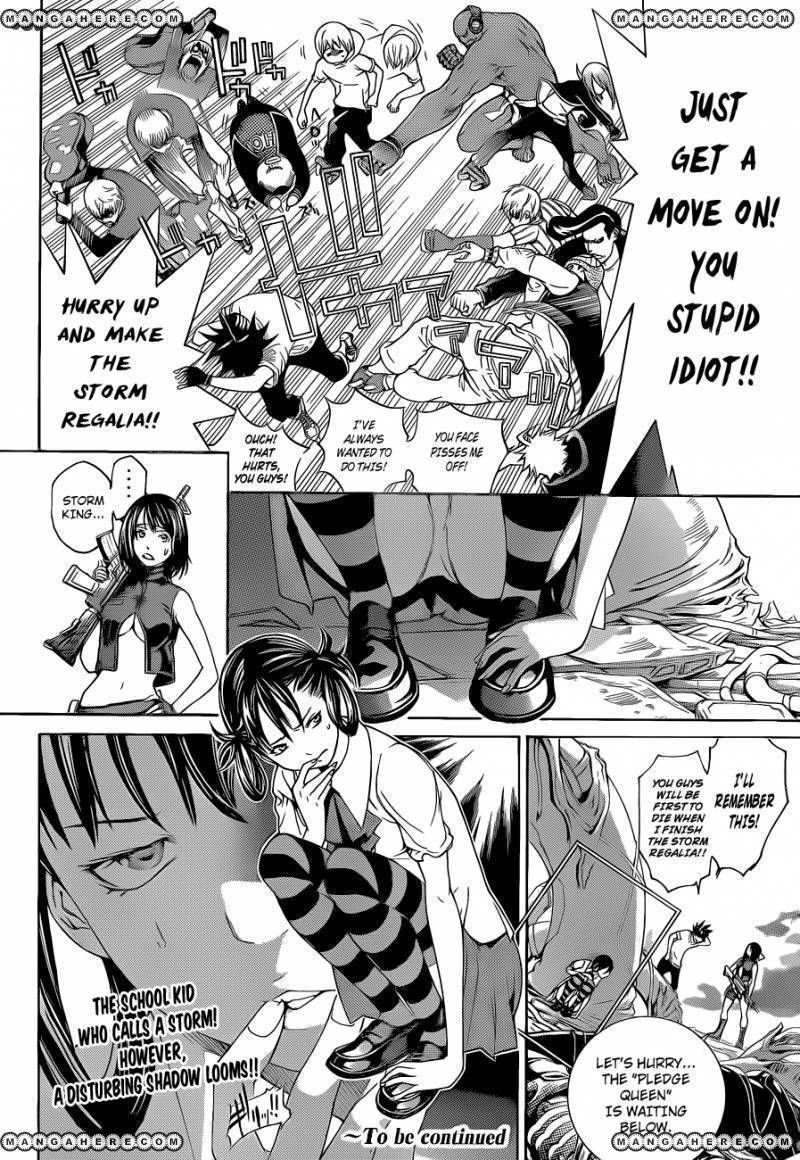 MANGAHERE.COM
MANGAHERE.COM
JUST
GET A
MOVE ON!
YOU
STUPID
IDIOT!!
HO
HURRY UP
AND MAKE
THE
STORM
REGALIA!!
YOU FACE
PISSES ME
OFF!
I'VE
ALWAYS
WANTED TO
DO THIS!
OUCH!
THAT
HURTS,
YOU GUYS!
STORM
KING...
I'LL
REMEMBER
THIS!
YOU GUYS
WILL BE
FIRST TO
DIE WHEN
I FINISH
THE STORM
REGALIA!!
THE SCHOOL KID
WHO CALLS A STORM!
HOWEVER,
A DISTURBING SHADOW LOOMS!!
LET'S HURRY...
THE "PLEDGE
QUEEN"
IS WAITING
BELOW.
~To be continued
MANGAHERE.COM
MANGAHERE.COM